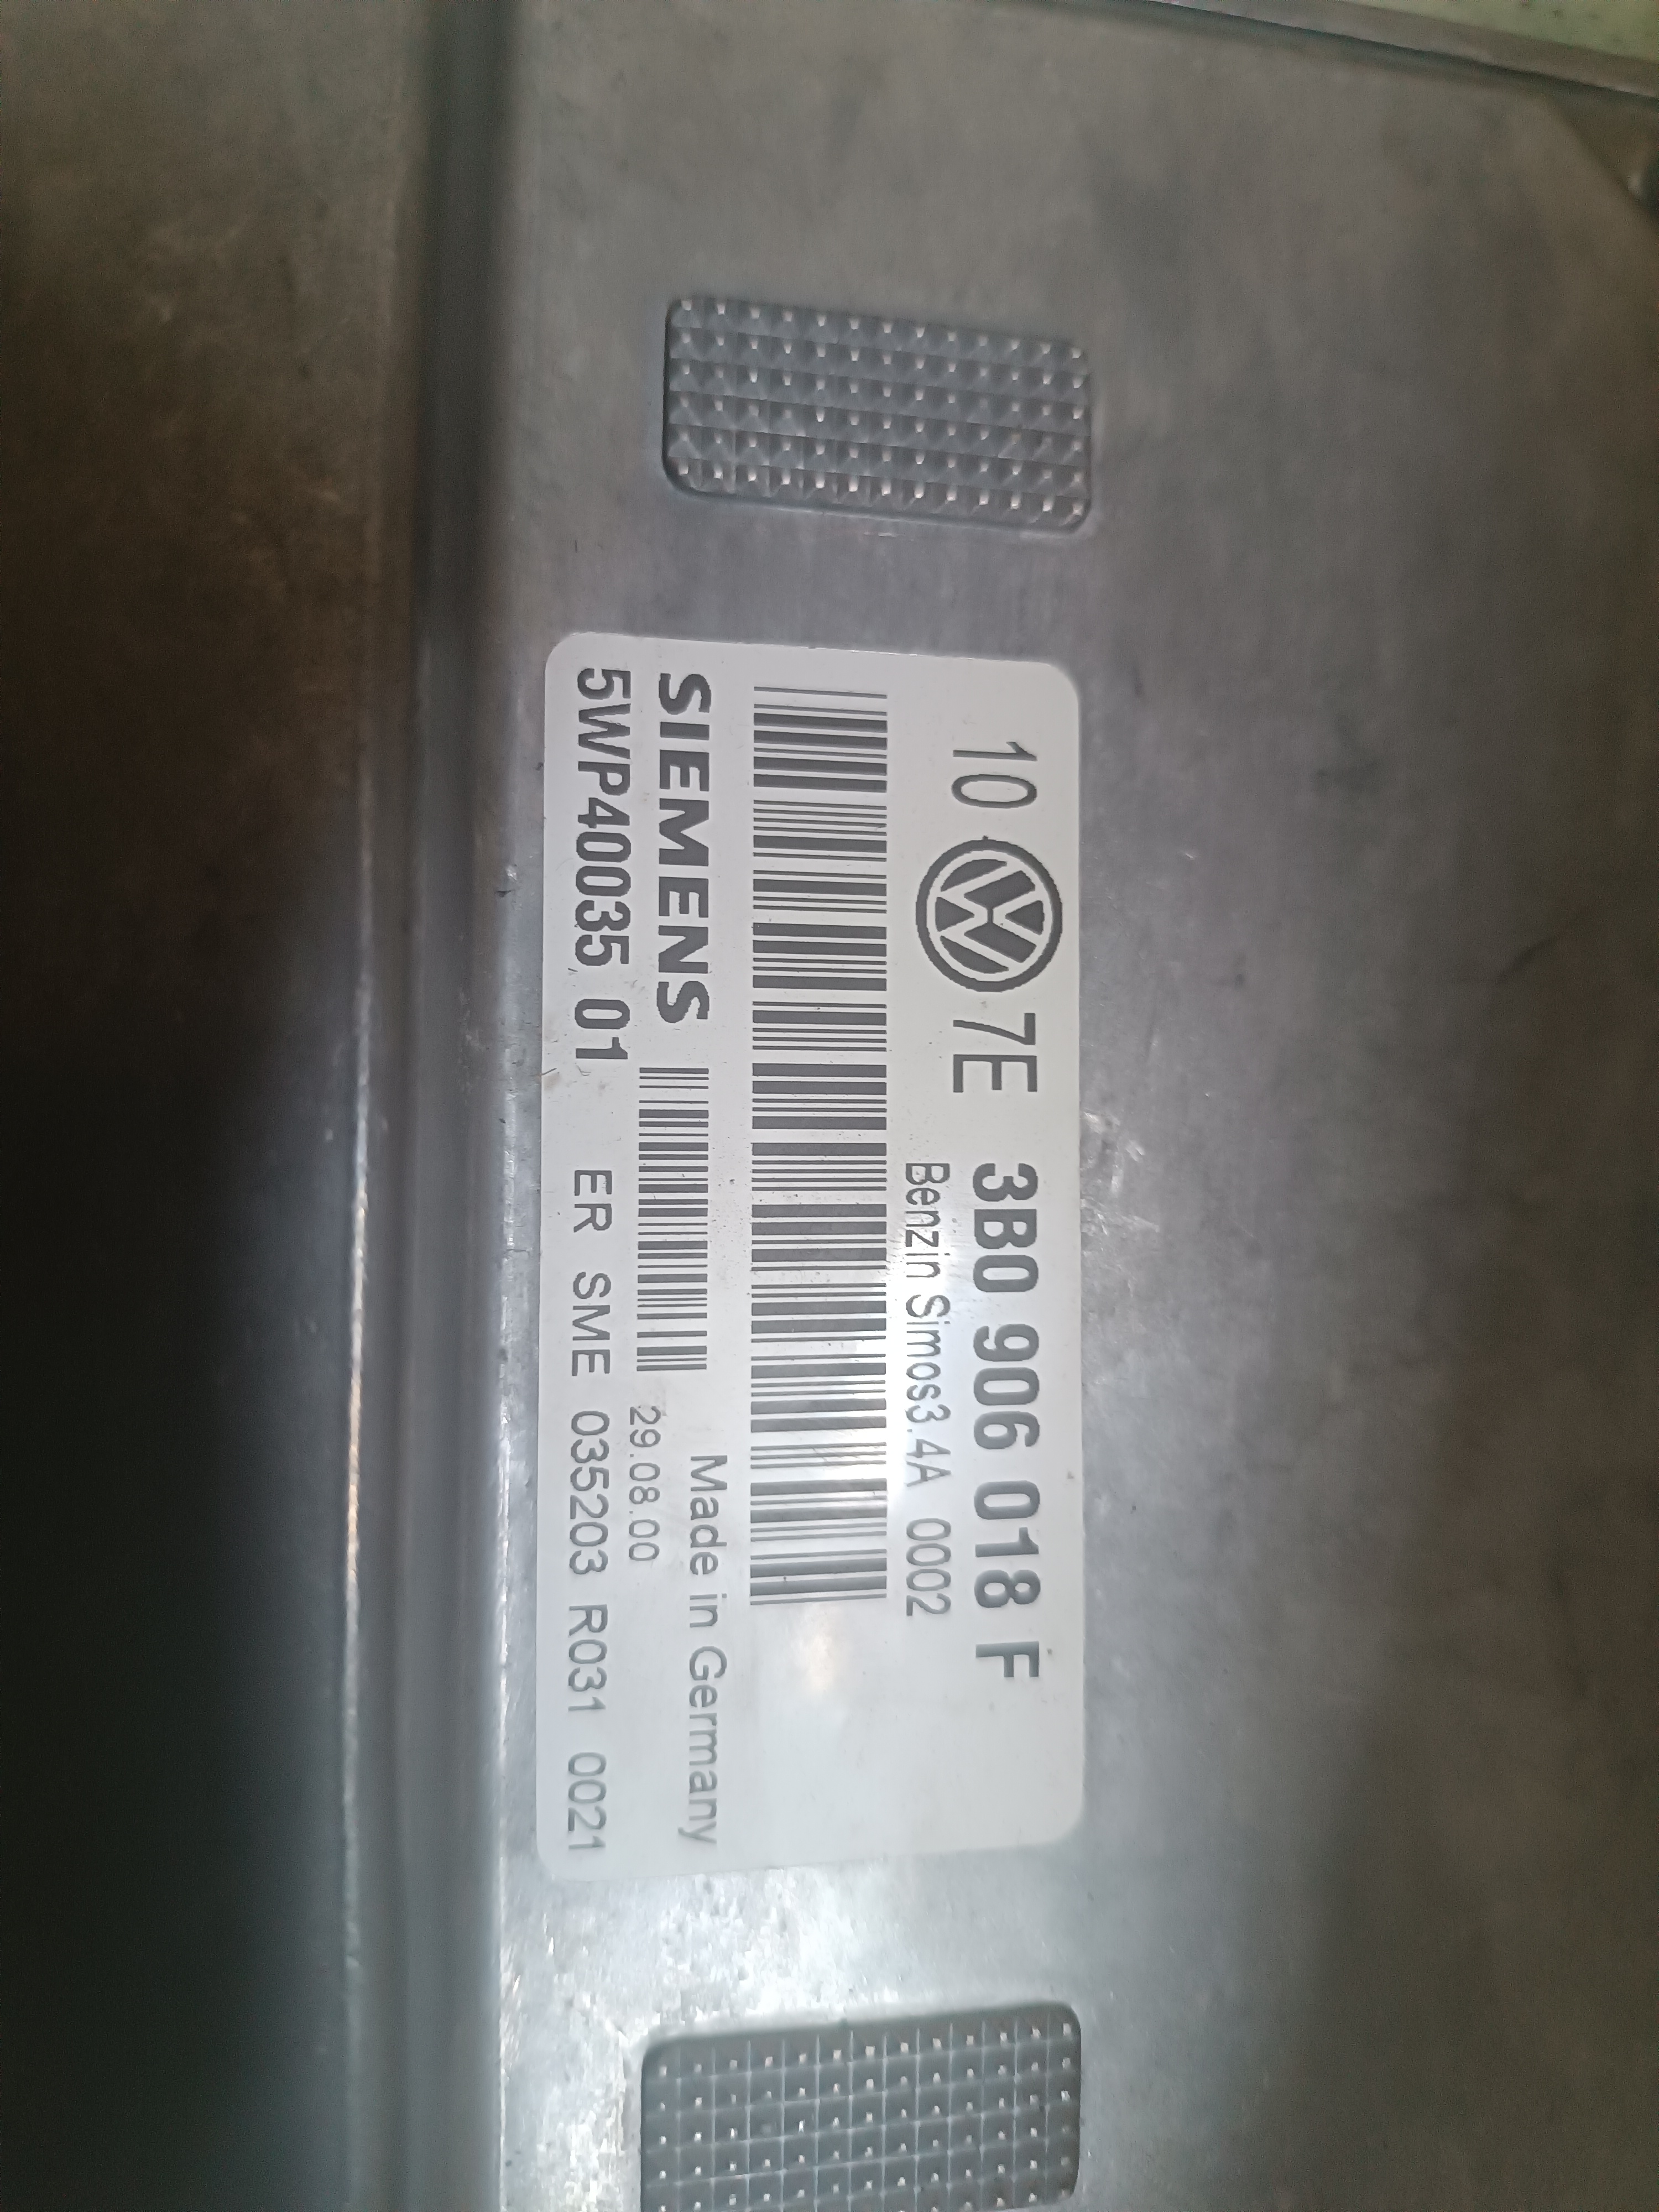 10 7E 3B0 906 018 F
Benzin Simos3.4A 0002
SIEMENS Made in Germany
29.08.00
5WP40035 01 ER SME 035203 R031 0021